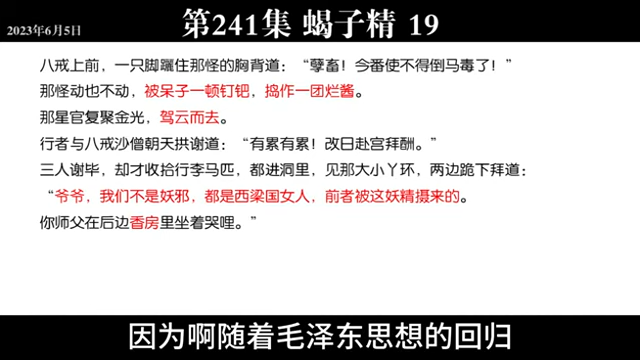 2023年6月5日
第241集 蝎子精 19
八戒上前，一只脚躧住那怪的胸背道：“孽畜！今番使不得倒马毒了！”
那怪动也不动，被呆子一顿钉钯，捣作一团烂酱。
那星官复聚金光，驾云而去。
行者与八戒沙僧朝天拱谢道：“有累有累！改日赴宫拜酬。”
三人谢毕，却才收拾行李马匹，都进洞里，见那大小丫环，两边跪下拜道：
“爷爷，我们不是妖邪，都是西梁国女人，前者被这妖精摄来的。
你师父在后边香房里坐着哭哩。”
因为啊随着毛泽东思想的回归